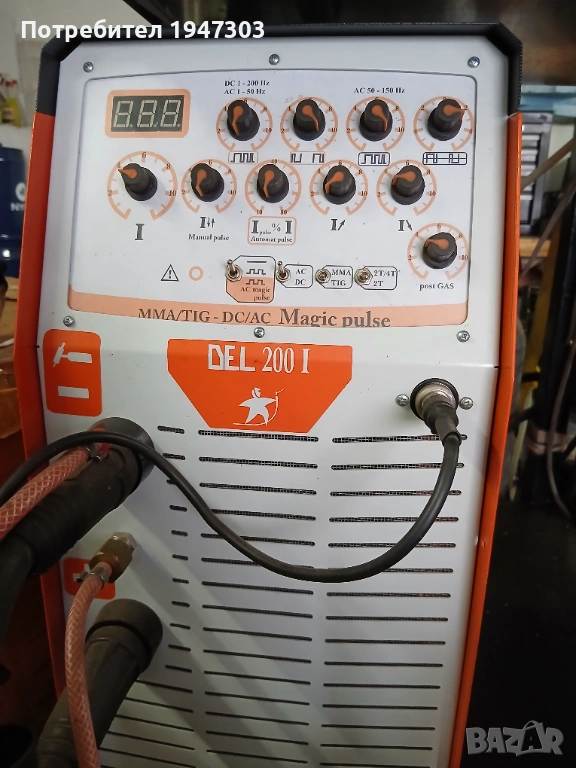 Потребител 1947303
DC 1 - 200 Hz
AC 1 - 50 Hz
AC 50 - 150 Hz
8.8.8.
I
I
Manual pulse
I pulse % I
Automat pulse
I
I
post GAS
AC magic
pulse
AC
DC
MMA
TIG
2T/4T
2T
MMA/TIG - DC/AC Magic pulse
DEL 200 I
BAZAR